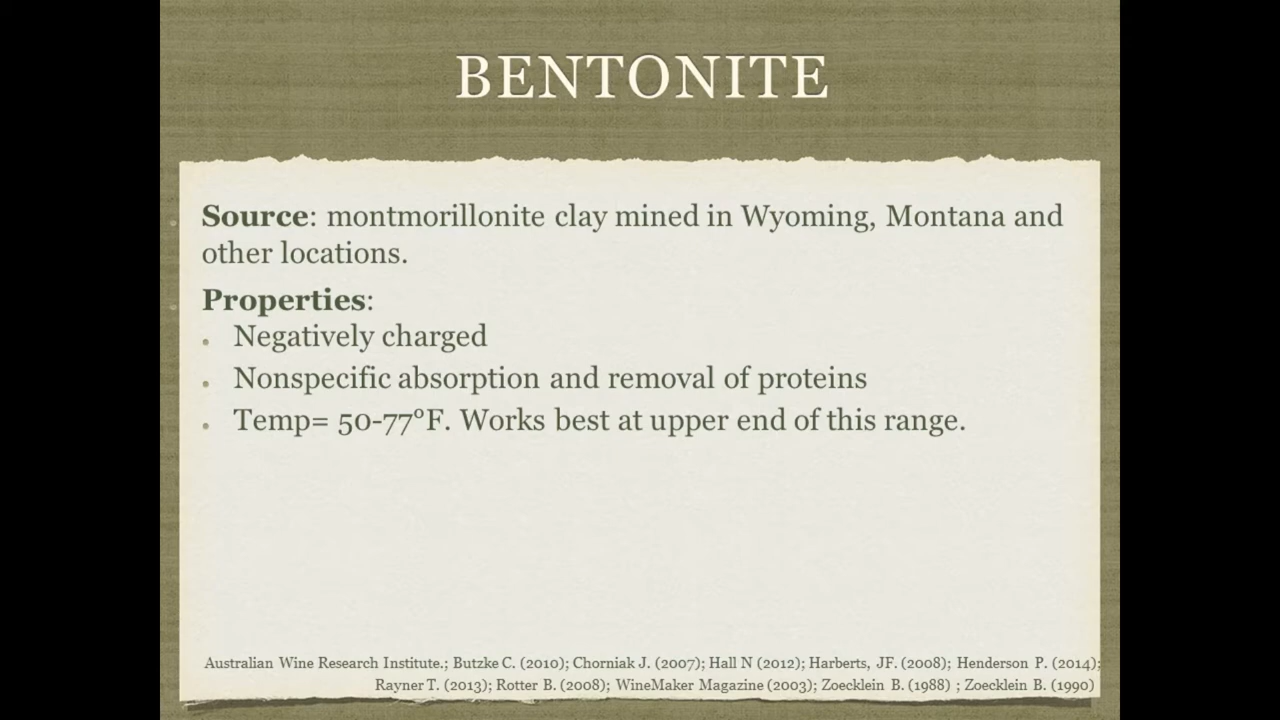 BENTONITE
Source: montmorillonite clay mined in Wyoming, Montana and
other locations.
Properties:
Negatively charged
Nonspecific absorption and removal of proteins
Temp= 50-77°F. Works best at upper end of this range.
Australian Wine Research Institute.; Butzke C. (2010); Chorniak J. (2007); Hall N (2012); Harberts, JF. (2008); Henderson P. (2014);
Rayner T. (2013); Rotter B. (2008); WineMaker Magazine (2003); Zoecklein B. (1988) ; Zoecklein B. (1990)